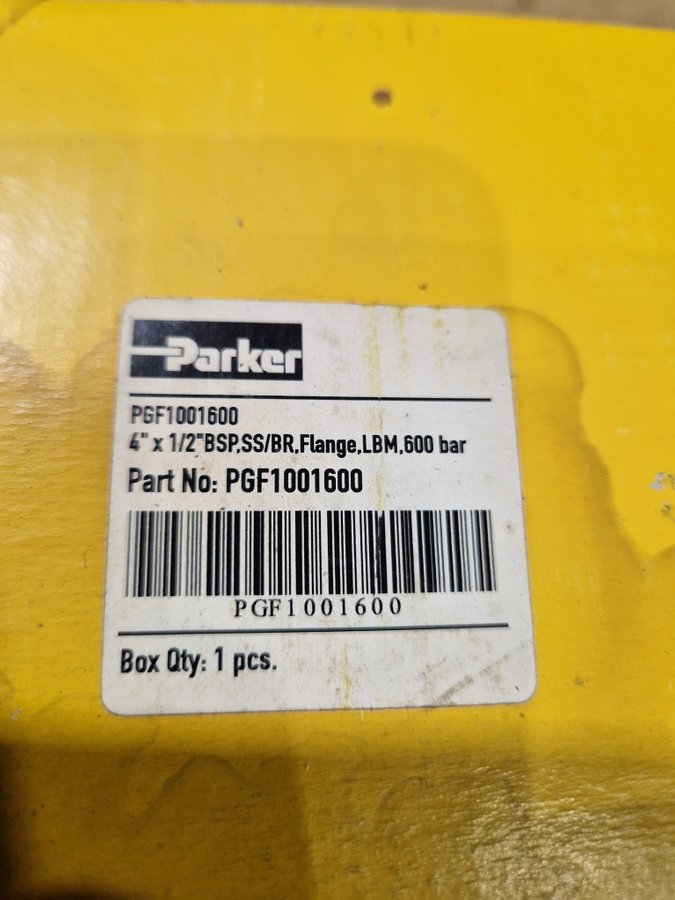 Parker
PGF1001600
4" x 1/2"BSP,SS/BR,Flange,LBM,600 bar
Part No: PGF1001600
PGF1001600
Box Qty: 1 pcs.